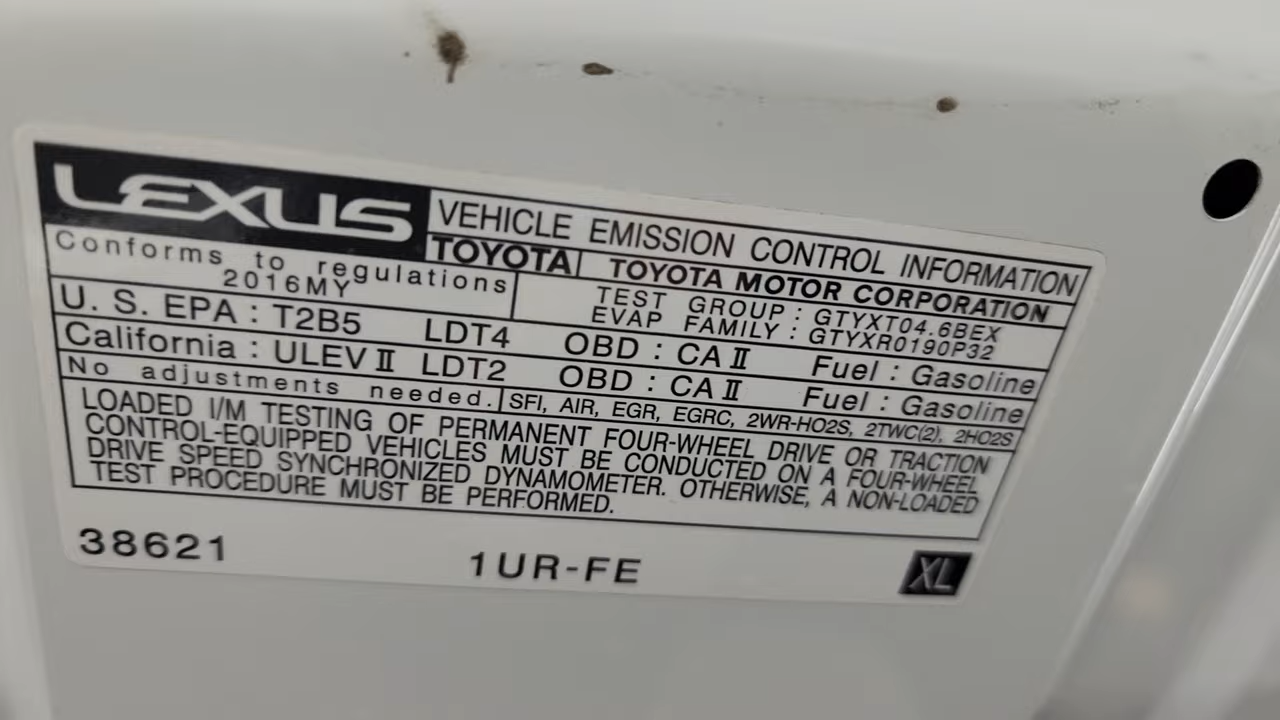 LEXUS VEHICLE EMISSION CONTROL INFORMATION
TOYOTA TOYOTA MOTOR CORPORATION
Conforms to regulations
2016MY
TEST GROUP : GTYXT04.6BEX
EVAP FAMILY : GTYXR0190P32
U. S. EPA : T2B5 LDT4 OBD : CA II Fuel : Gasoline
California : ULEV II LDT2 OBD : CA II Fuel : Gasoline
No adjustments needed. SFI, AIR, EGR, EGRC, 2WR-HO2S, 2TWC(2), 2HO2S
LOADED I/M TESTING OF PERMANENT FOUR-WHEEL DRIVE OR TRACTION
CONTROL-EQUIPPED VEHICLES MUST BE CONDUCTED ON A FOUR-WHEEL
DRIVE SPEED SYNCHRONIZED DYNAMOMETER. OTHERWISE, A NON-LOADED
TEST PROCEDURE MUST BE PERFORMED.
38621 1UR-FE XL